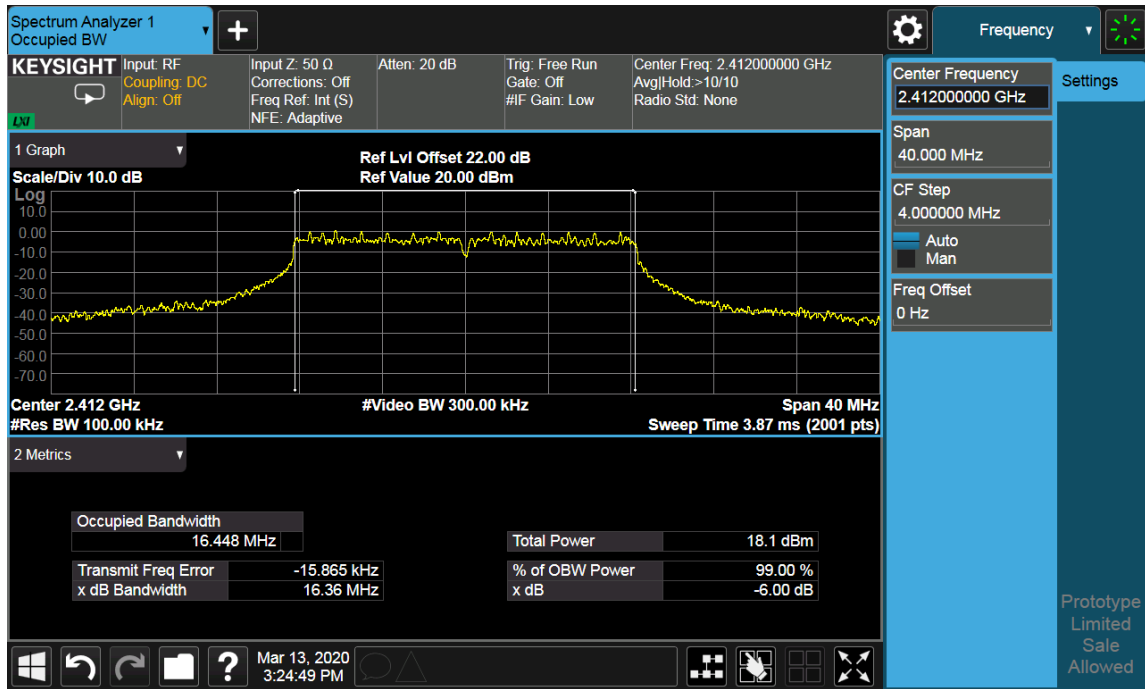 Spectrum Analyzer 1
Occupied BW
+
Frequency
KEYSIGHT
LXI
Input: RF
Coupling: DC
Align: Off
Input Z: 50 Ω
Corrections: Off
Freq Ref: Int (S)
NFE: Adaptive
Atten: 20 dB
Trig: Free Run
Gate: Off
#IF Gain: Low
Center Freq: 2.412000000 GHz
Avg|Hold:>10/10
Radio Std: None
Center Frequency
2.412000000 GHz
Settings
Span
40.000 MHz
CF Step
4.000000 MHz
Auto
Man
Freq Offset
0 Hz
1 Graph
Scale/Div 10.0 dB
Ref Lvl Offset 22.00 dB
Ref Value 20.00 dBm
Log
10.0
0.00
-10.0
-20.0
-30.0
-40.0
-50.0
-60.0
-70.0
Center 2.412 GHz
#Video BW 300.00 kHz
Span 40 MHz
#Res BW 100.00 kHz
Sweep Time 3.87 ms (2001 pts)
2 Metrics
Occupied Bandwidth
16.448 MHz
Total Power 18.1 dBm
Transmit Freq Error -15.865 kHz
% of OBW Power 99.00 %
x dB Bandwidth 16.36 MHz
x dB -6.00 dB
Prototype
Limited
Sale
Allowed
?
Mar 13, 2020
3:24:49 PM